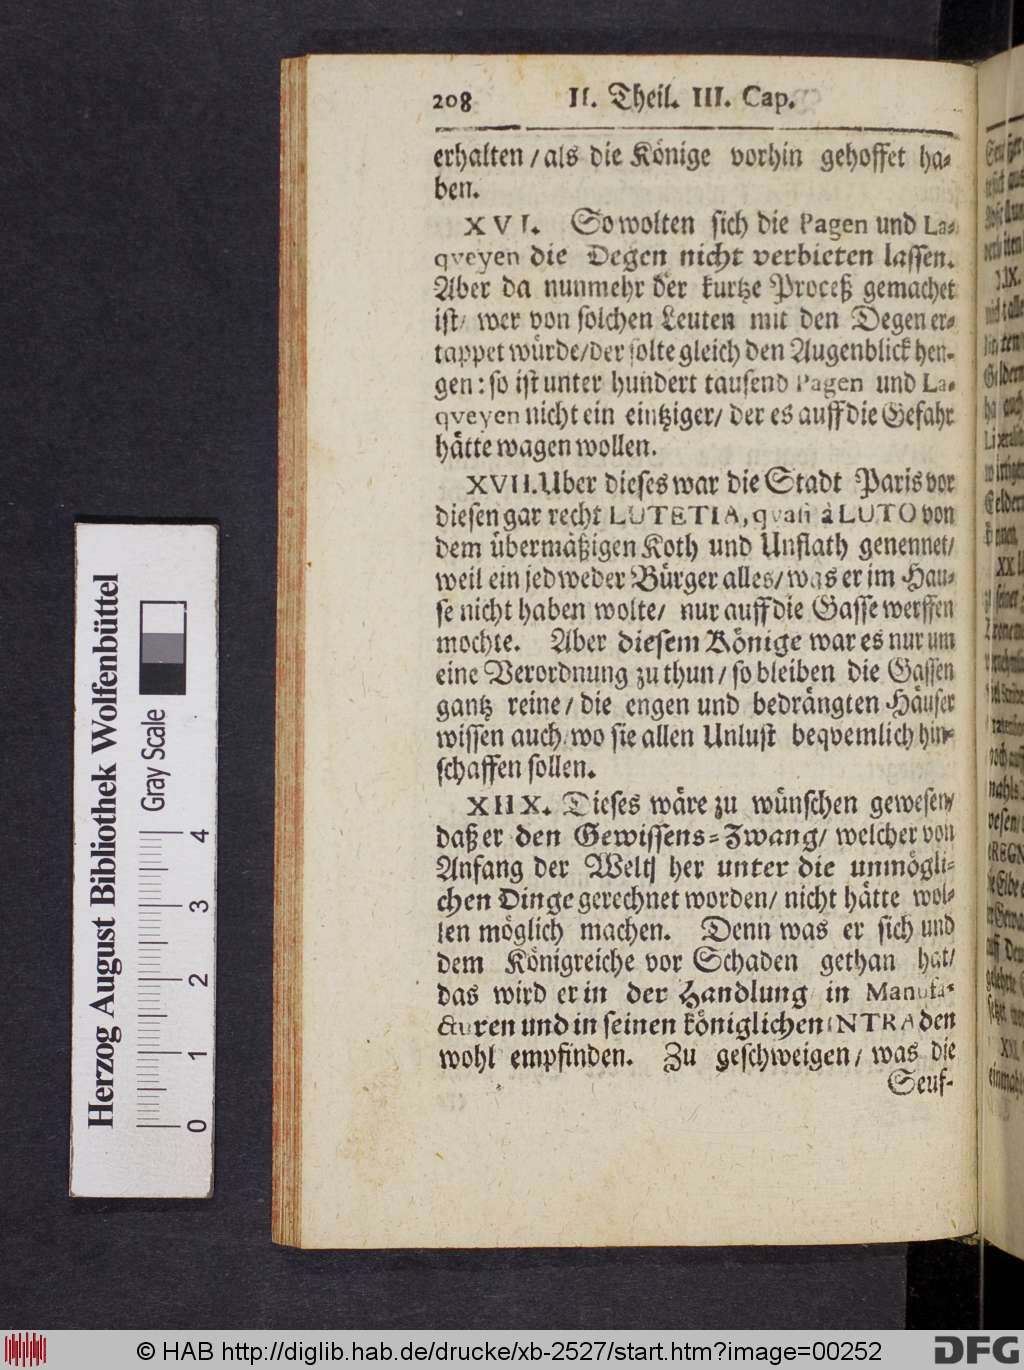 208 II. Theil. III. Cap.
erhalten / als die Könige vorhin gehoffet ha-
ben.
XVI. So wolten sich die Pagen und La-
qveyen die Degen nicht verbieten lassen.
Aber da nunmehr der kurtze Proceß gemachet
ist/ wer von solchen Leuten mit den Degen er-
tappet würde/der solte gleich den Augenblick hen-
gen: so ist unter hundert tausend Pagen und La-
qveyen nicht ein eintziger/ der es auff die Gefahr
hätte wagen wollen.
XVII. Uber dieses war die Stadt Paris vor
diesen gar recht LUTETIA, qvasi à LUTO von
dem übermäßigen Koth und Unflath genennet/
weil ein jedweder Bürger alles/ was er im Hau-
se nicht haben wolte/ nur auff die Gasse werffen
mochte. Aber diesem Könige war es nur um
eine Verordnung zu thun / so bleiben die Gassen
gantz reine / die engen und bedrängten Häuser
wissen auch/ wo sie allen Unlust beqvemlich hin-
schaffen sollen.
XIIX. Dieses wäre zu wünschen gewesen/
daß er den Gewissens-Zwang/ welcher von
Anfang der Welt her unter die unmögli-
chen Dinge gerechnet worden/ nicht hätte wol-
len möglich machen. Denn was er sich und
dem Königreiche vor Schaden gethan hat/
das wird er in der Handlung in Manufa-
cturen und in seinen königlichen INTRADen
wohl empfinden. Zu geschweigen / was die
Seuf-
Herzog August Bibliothek Wolfenbüttel
Gray Scale
0 1 2 3 4
© HAB http://diglib.hab.de/drucke/xb-2527/start.htm?image=00252
DFG